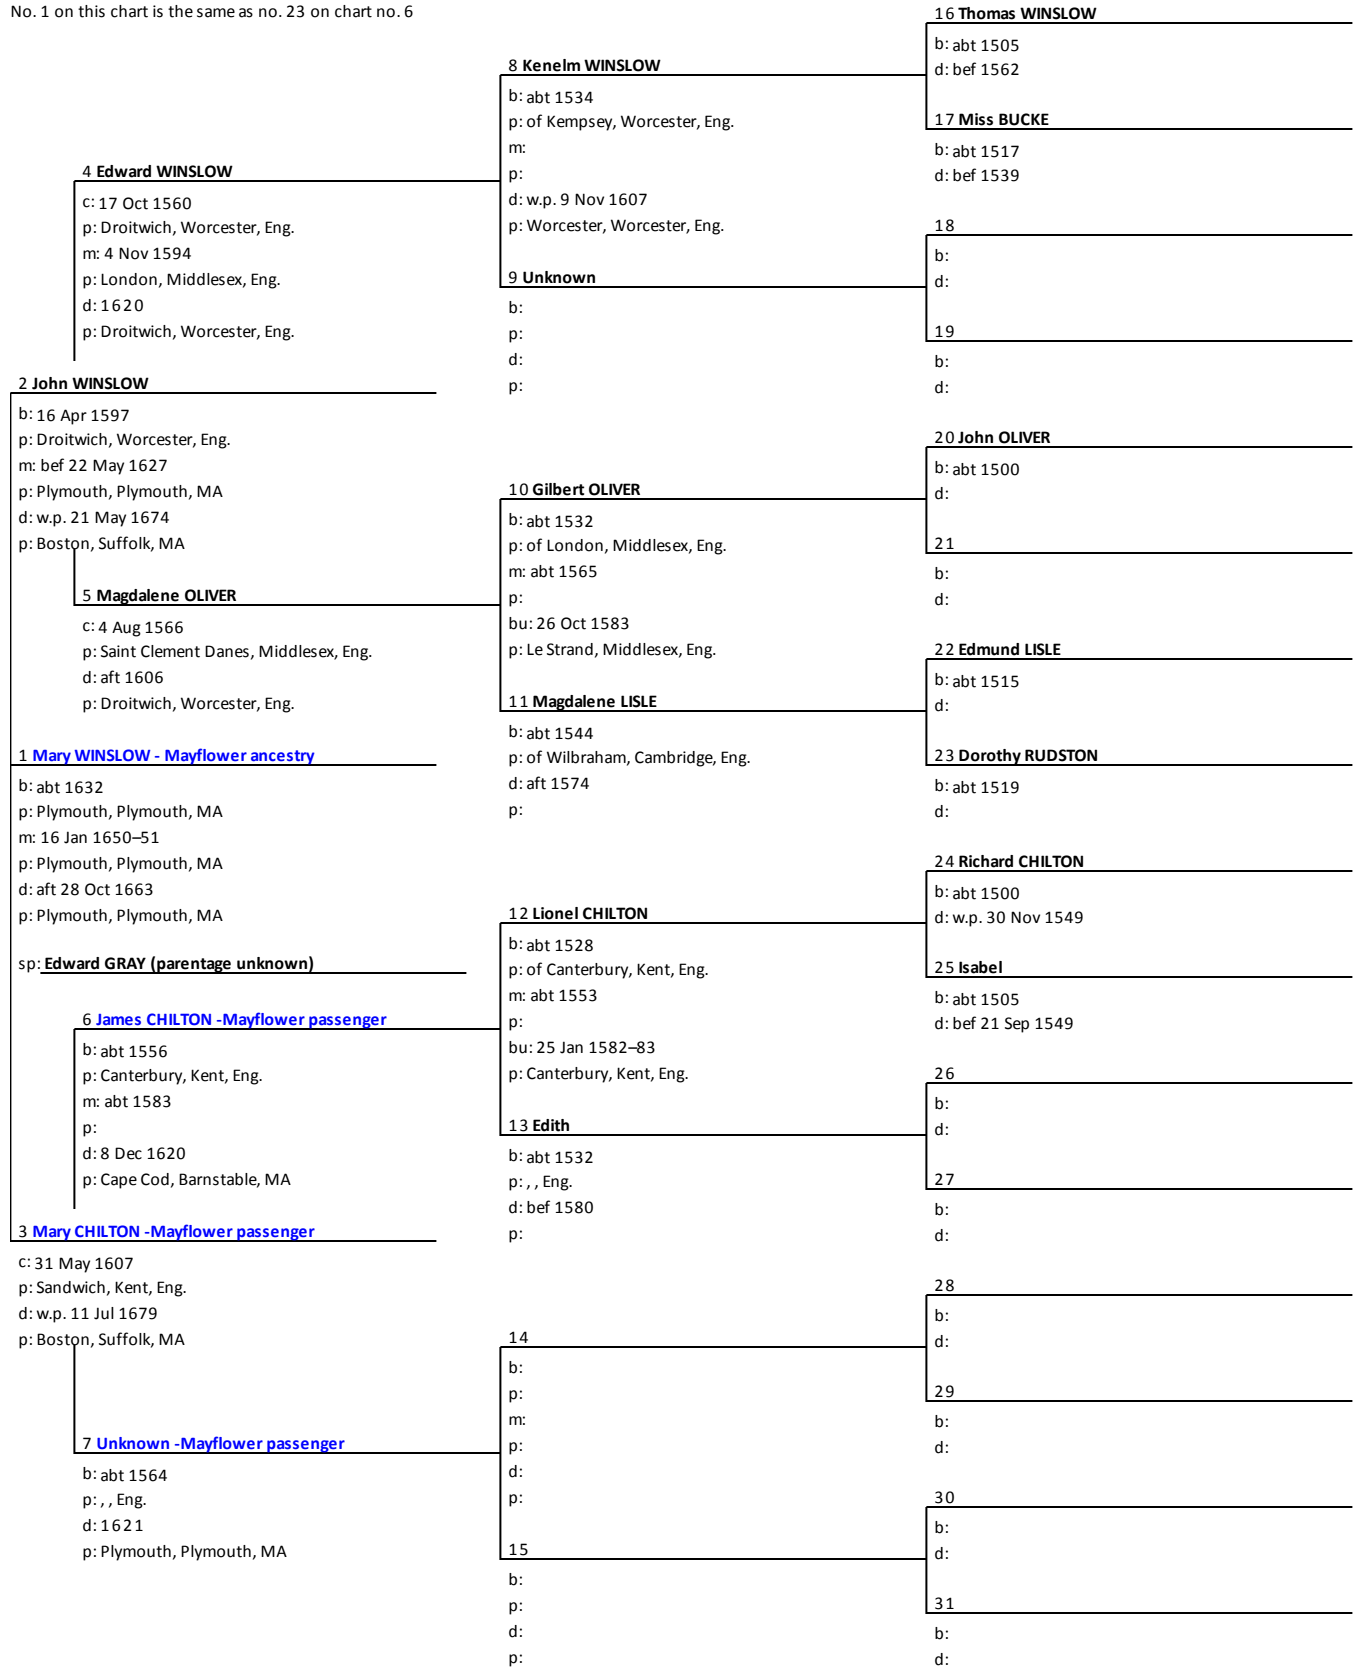 No. 1 on this chart is the same as no. 23 on chart no. 6
4 Edward WINSLOW
c: 17 Oct 1560
p: Droitwich, Worcester, Eng.
m: 4 Nov 1594
p: London, Middlesex, Eng.
d: 1620
p: Droitwich, Worcester, Eng.
2 John WINSLOW
b: 16 Apr 1597
p: Droitwich, Worcester, Eng.
m: bef 22 May 1627
p: Plymouth, Plymouth, MA
d: w.p. 21 May 1674
p: Boston, Suffolk, MA
5 Magdalene OLIVER
c: 4 Aug 1566
p: Saint Clement Danes, Middlesex, Eng.
d: aft 1606
p: Droitwich, Worcester, Eng.
1 Mary WINSLOW - Mayflower ancestry
b: abt 1632
p: Plymouth, Plymouth, MA
m: 16 Jan 1650–51
p: Plymouth, Plymouth, MA
d: aft 28 Oct 1663
p: Plymouth, Plymouth, MA
sp: Edward GRAY (parentage unknown)
6 James CHILTON -Mayflower passenger
b: abt 1556
p: Canterbury, Kent, Eng.
m: abt 1583
p:
d: 8 Dec 1620
p: Cape Cod, Barnstable, MA
3 Mary CHILTON -Mayflower passenger
c: 31 May 1607
p: Sandwich, Kent, Eng.
d: w.p. 11 Jul 1679
p: Boston, Suffolk, MA
7 Unknown -Mayflower passenger
b: abt 1564
p: , , Eng.
d: 1621
p: Plymouth, Plymouth, MA
8 Kenelm WINSLOW
b: abt 1534
p: of Kempsey, Worcester, Eng.
m:
p:
d: w.p. 9 Nov 1607
p: Worcester, Worcester, Eng.
9 Unknown
b:
p:
d:
p:
10 Gilbert OLIVER
b: abt 1532
p: of London, Middlesex, Eng.
m: abt 1565
p:
bu: 26 Oct 1583
p: Le Strand, Middlesex, Eng.
11 Magdalene LISLE
b: abt 1544
p: of Wilbraham, Cambridge, Eng.
d: aft 1574
p:
12 Lionel CHILTON
b: abt 1528
p: of Canterbury, Kent, Eng.
m: abt 1553
p:
bu: 25 Jan 1582–83
p: Canterbury, Kent, Eng.
13 Edith
b: abt 1532
p: , , Eng.
d: bef 1580
p:
14
b:
p:
m:
p:
d:
p:
15
b:
p:
d:
p:
16 Thomas WINSLOW
b: abt 1505
d: bef 1562
17 Miss BUCKE
b: abt 1517
d: bef 1539
18
b:
d:
19
b:
d:
20 John OLIVER
b: abt 1500
d:
21
b:
d:
22 Edmund LISLE
b: abt 1515
d:
23 Dorothy RUDSTON
b: abt 1519
d:
24 Richard CHILTON
b: abt 1500
d: w.p. 30 Nov 1549
25 Isabel
b: abt 1505
d: bef 21 Sep 1549
26
b:
d:
27
b:
d:
28
b:
d:
29
b:
d:
30
b:
d:
31
b:
d: